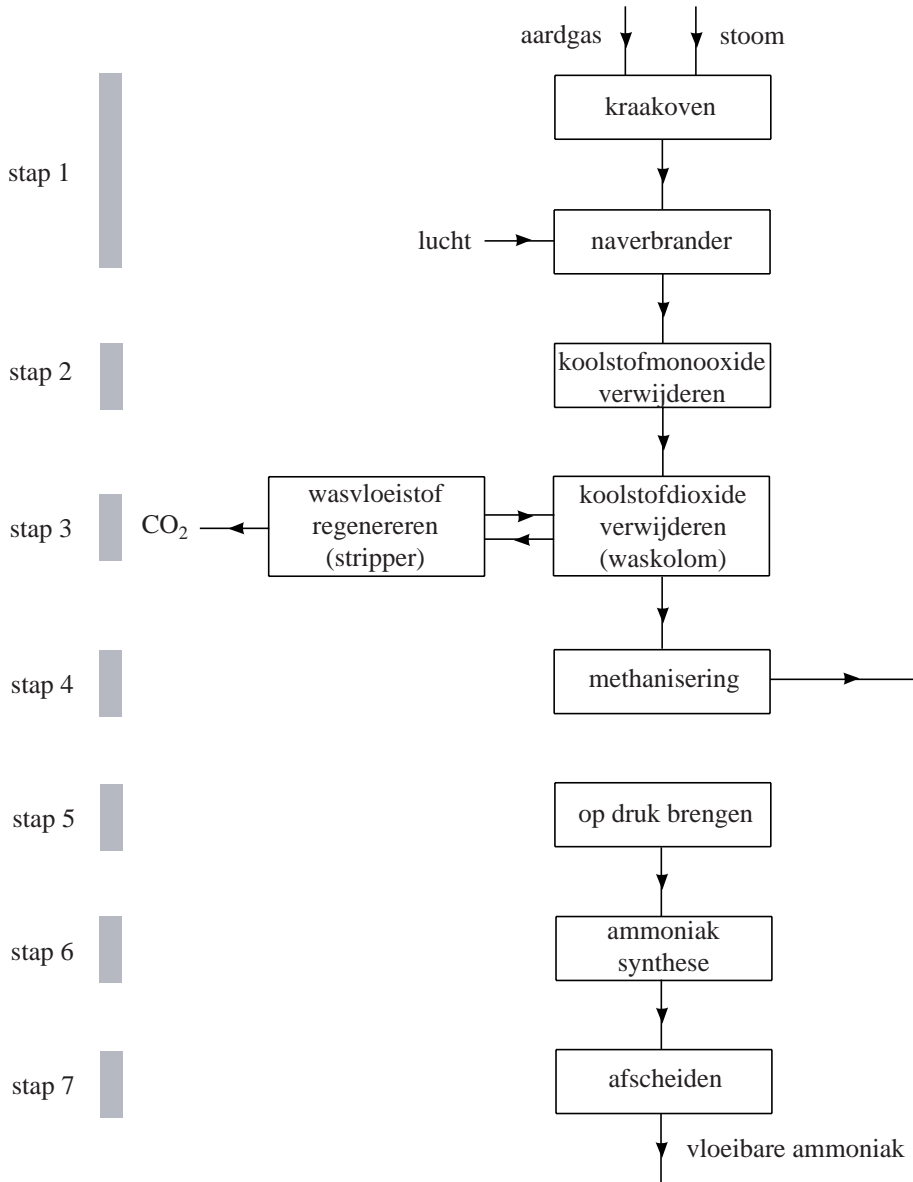 aardgas
stoom
kraakoven
stap 1
lucht
naverbrander
stap 2
koolstofmonooxide
verwijderen
stap 3
CO₂
wasvloeistof
regenereren
(stripper)
koolstofdioxide
verwijderen
(waskolom)
stap 4
methanisering
stap 5
op druk brengen
stap 6
ammoniak
synthese
stap 7
afscheiden
vloeibare ammoniak